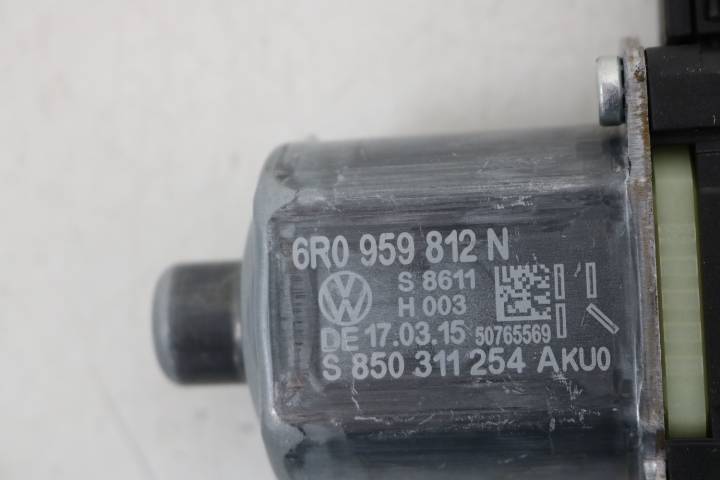 6R0 959 812 N
S 8611
H 003
DE 17.03.15 50765569
S 850 311 254 AKU0